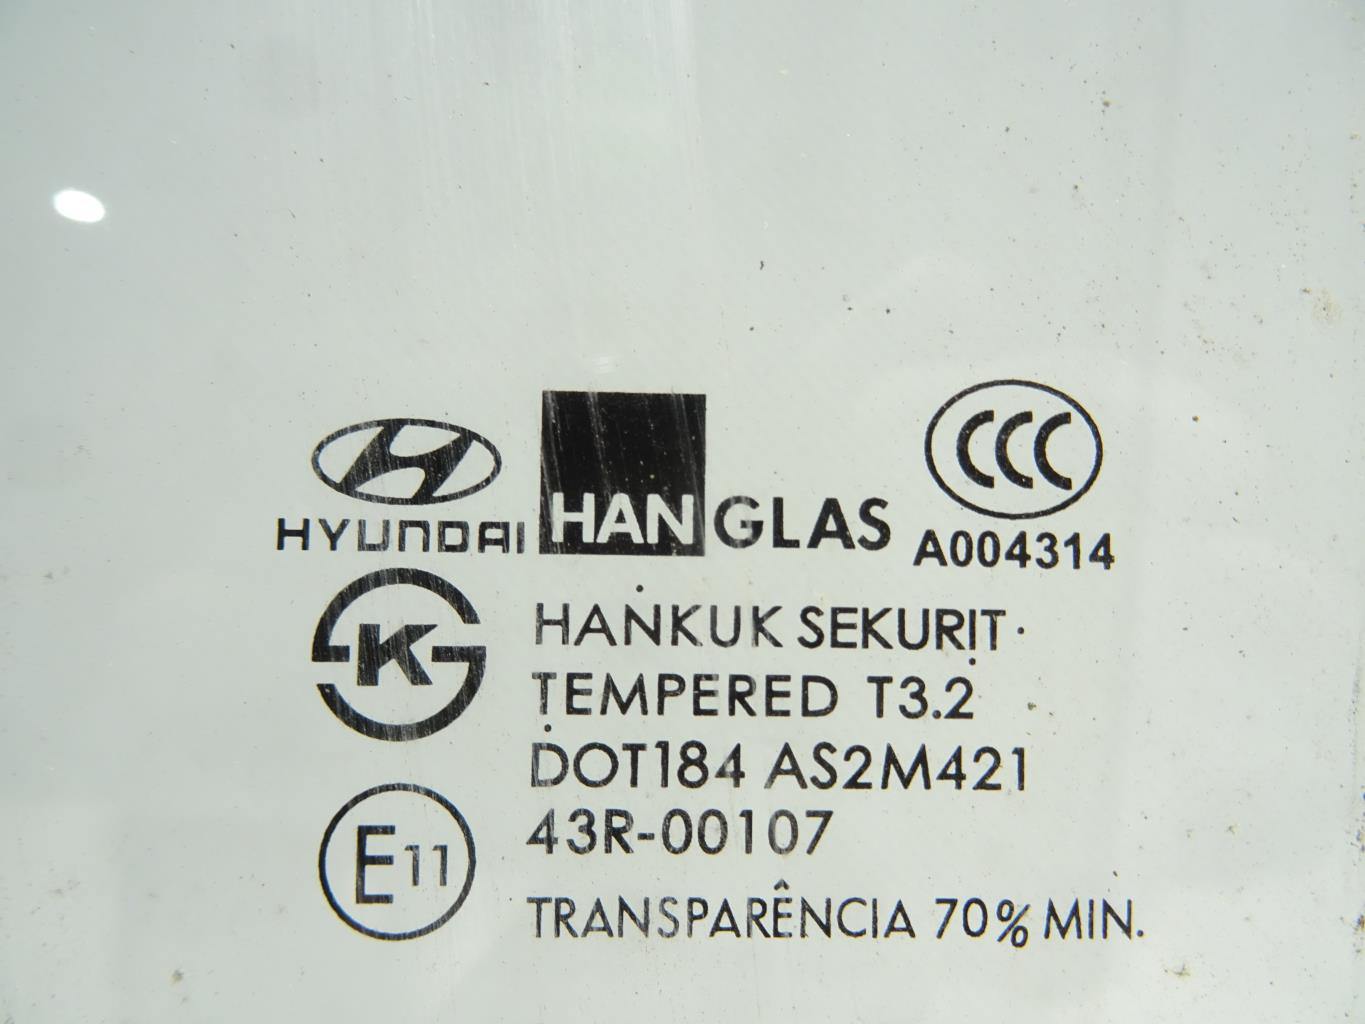 HYUNDAI
HANGLAS
CCC
A004314
K
HANKUK SEKURIT
TEMPERED T3.2
DOT184 AS2M421
E11
43R-00107
TRANSPARÊNCIA 70% MIN.